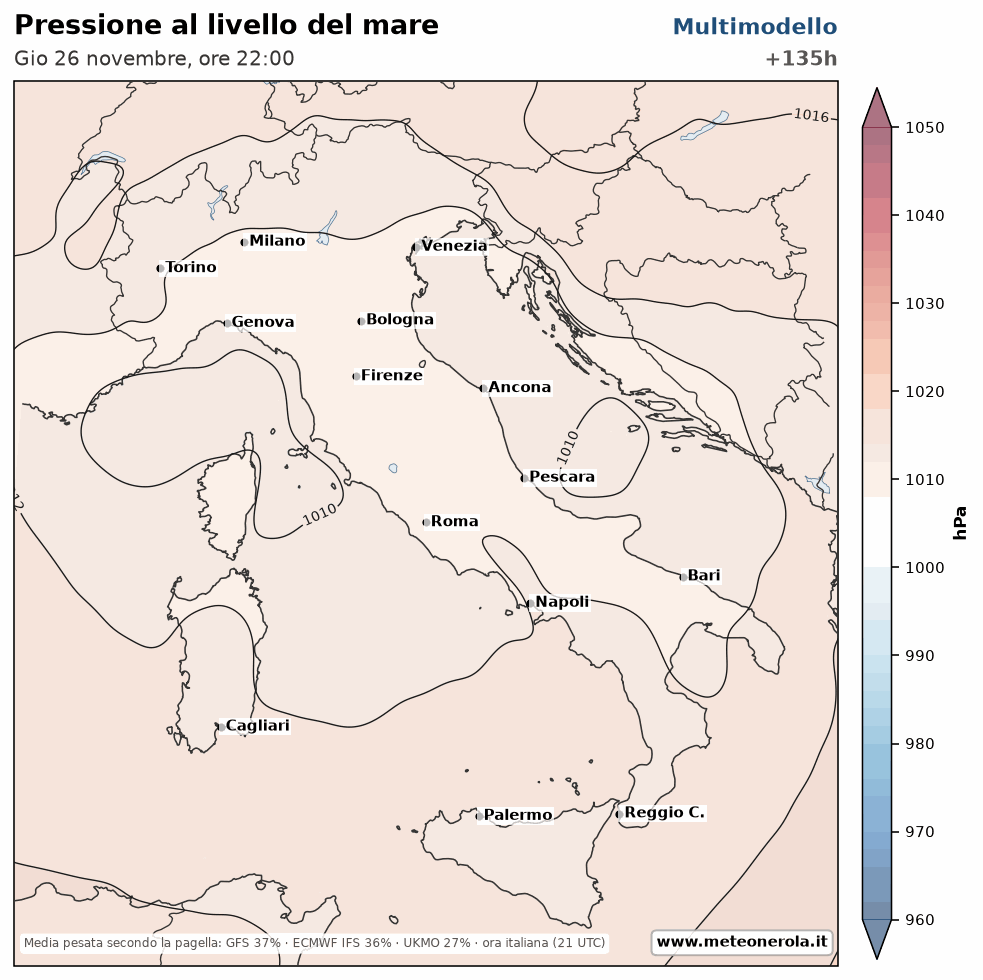 Pressione al livello del mare
Multimodello
Gio 26 novembre, ore 22:00
+135h
1016
Milano
Venezia
Torino
Genova
Bologna
Firenze
Ancona
1010
Pescara
1010
Roma
Bari
Napoli
Cagliari
Palermo
Reggio C.
Media pesata secondo la pagella: GFS 37% · ECMWF IFS 36% · UKMO 27% · ora italiana (21 UTC)
www.meteonerola.it
1050
1040
1030
1020
1010
1000
990
980
970
960
hPa